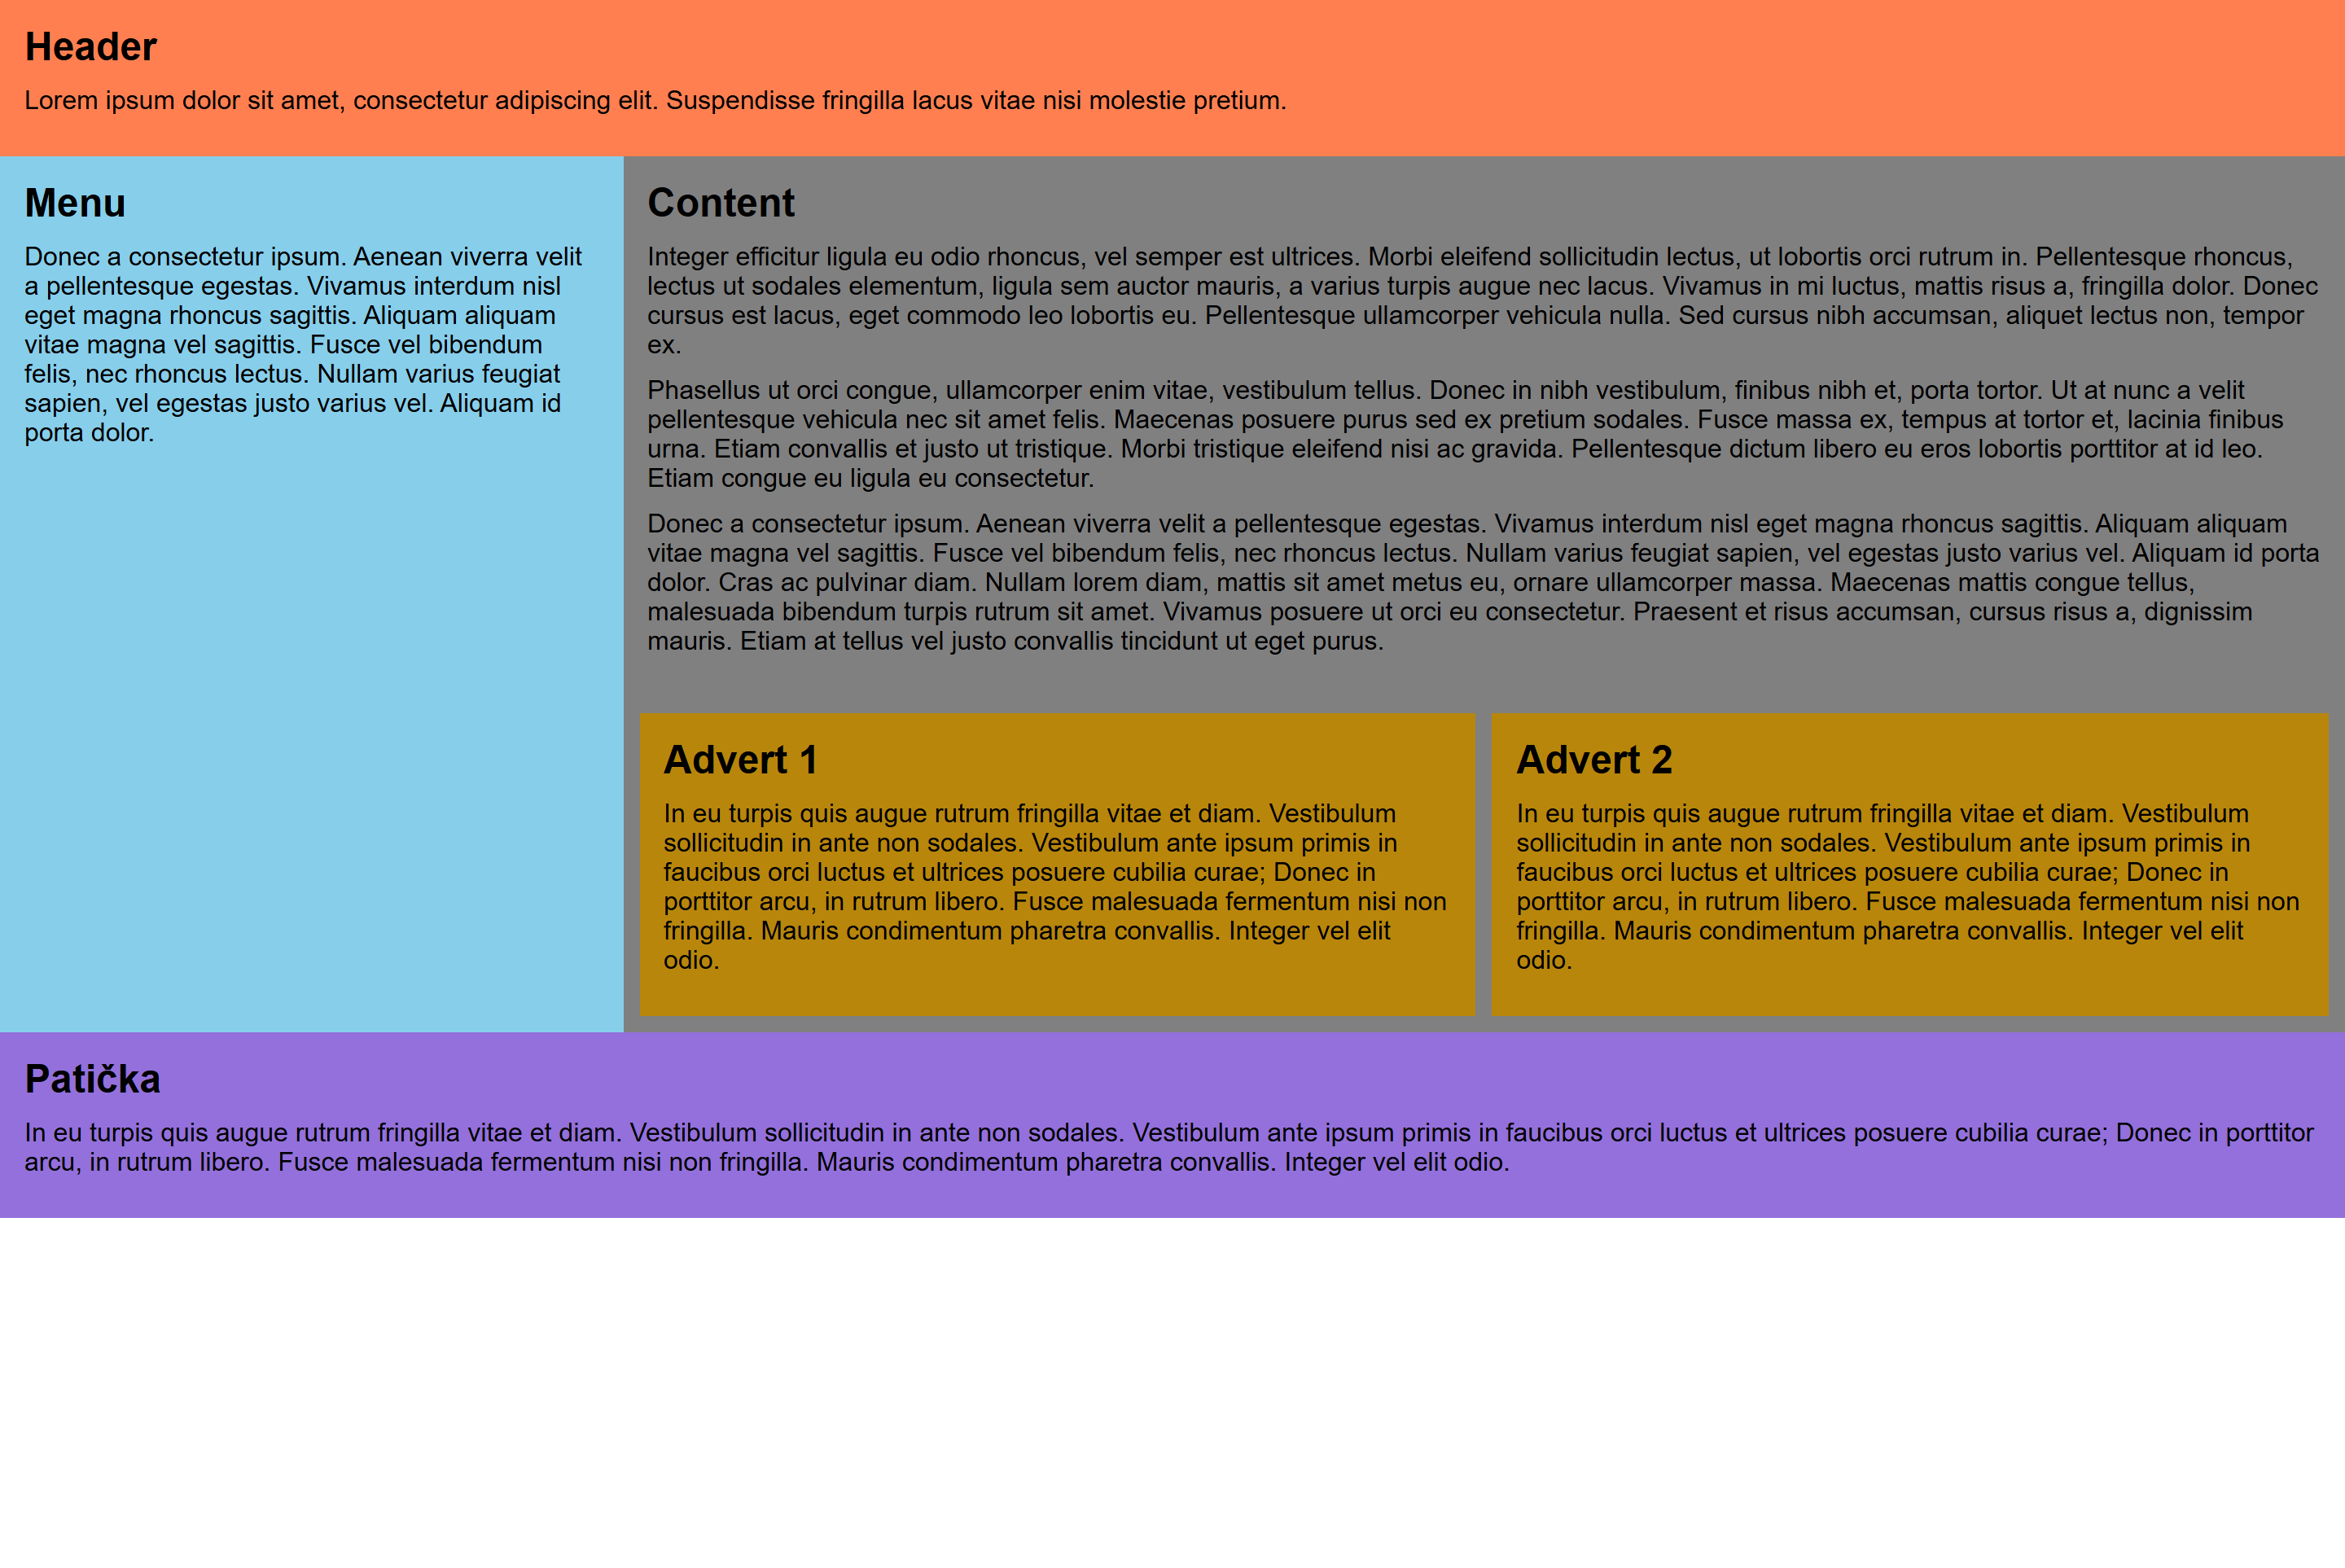 Header
Lorem ipsum dolor sit amet, consectetur adipiscing elit. Suspendisse fringilla lacus vitae nisi molestie pretium.
Menu
Donec a consectetur ipsum. Aenean viverra velit
a pellentesque egestas. Vivamus interdum nisl
eget magna rhoncus sagittis. Aliquam aliquam
vitae magna vel sagittis. Fusce vel bibendum
felis, nec rhoncus lectus. Nullam varius feugiat
sapien, vel egestas justo varius vel. Aliquam id
porta dolor.
Content
Integer efficitur ligula eu odio rhoncus, vel semper est ultrices. Morbi eleifend sollicitudin lectus, ut lobortis orci rutrum in. Pellentesque rhoncus,
lectus ut sodales elementum, ligula sem auctor mauris, a varius turpis augue nec lacus. Vivamus in mi luctus, mattis risus a, fringilla dolor. Donec
cursus est lacus, eget commodo leo lobortis eu. Pellentesque ullamcorper vehicula nulla. Sed cursus nibh accumsan, aliquet lectus non, tempor
ex.
Phasellus ut orci congue, ullamcorper enim vitae, vestibulum tellus. Donec in nibh vestibulum, finibus nibh et, porta tortor. Ut at nunc a velit
pellentesque vehicula nec sit amet felis. Maecenas posuere purus sed ex pretium sodales. Fusce massa ex, tempus at tortor et, lacinia finibus
urna. Etiam convallis et justo ut tristique. Morbi tristique eleifend nisi ac gravida. Pellentesque dictum libero eu eros lobortis porttitor at id leo.
Etiam congue eu ligula eu consectetur.
Donec a consectetur ipsum. Aenean viverra velit a pellentesque egestas. Vivamus interdum nisl eget magna rhoncus sagittis. Aliquam aliquam
vitae magna vel sagittis. Fusce vel bibendum felis, nec rhoncus lectus. Nullam varius feugiat sapien, vel egestas justo varius vel. Aliquam id porta
dolor. Cras ac pulvinar diam. Nullam lorem diam, mattis sit amet metus eu, ornare ullamcorper massa. Maecenas mattis congue tellus,
malesuada bibendum turpis rutrum sit amet. Vivamus posuere ut orci eu consectetur. Praesent et risus accumsan, cursus risus a, dignissim
mauris. Etiam at tellus vel justo convallis tincidunt ut eget purus.
Advert 1
In eu turpis quis augue rutrum fringilla vitae et diam. Vestibulum
sollicitudin in ante non sodales. Vestibulum ante ipsum primis in
faucibus orci luctus et ultrices posuere cubilia curae; Donec in
porttitor arcu, in rutrum libero. Fusce malesuada fermentum nisi non
fringilla. Mauris condimentum pharetra convallis. Integer vel elit
odio.
Advert 2
In eu turpis quis augue rutrum fringilla vitae et diam. Vestibulum
sollicitudin in ante non sodales. Vestibulum ante ipsum primis in
faucibus orci luctus et ultrices posuere cubilia curae; Donec in
porttitor arcu, in rutrum libero. Fusce malesuada fermentum nisi non
fringilla. Mauris condimentum pharetra convallis. Integer vel elit
odio.
Patička
In eu turpis quis augue rutrum fringilla vitae et diam. Vestibulum sollicitudin in ante non sodales. Vestibulum ante ipsum primis in faucibus orci luctus et ultrices posuere cubilia curae; Donec in porttitor
arcu, in rutrum libero. Fusce malesuada fermentum nisi non fringilla. Mauris condimentum pharetra convallis. Integer vel elit odio.